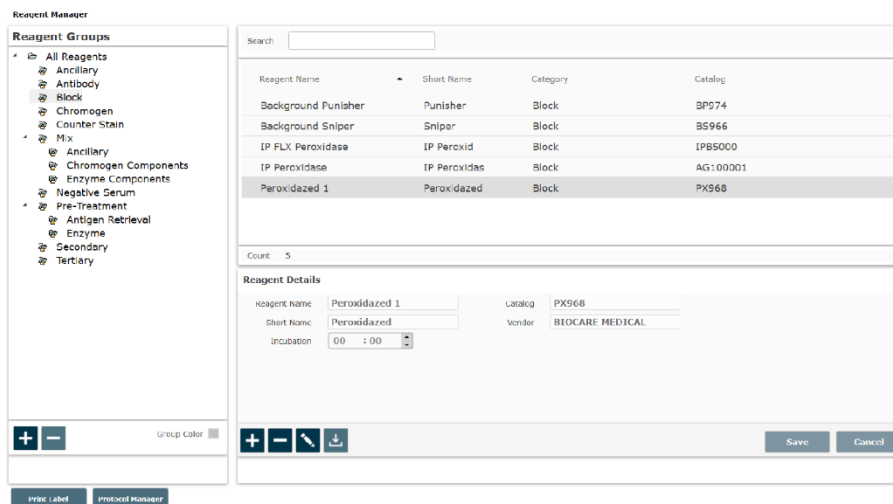 Reagent Manager
Reagent Groups
All Reagents
Ancillary
Antibody
Block
Chromogen
Counter Stain
Mix
Ancillary
Chromogen Components
Enzyme Components
Negative Serum
Pre-Treatment
Antigen Retrieval
Enzyme
Secondary
Tertiary
Group Color
Search
Reagent Name Short Name Category Catalog
Background Punisher Punisher Block BP974
Background Sniper Sniper Block BS966
IP FLX Peroxidase IP Peroxid Block IPB5000
IP Peroxidase IP Peroxidas Block AG100001
Peroxidazed 1 Peroxidazed Block PX968
Count 5
Reagent Details
Reagent Name Peroxidazed 1 Catalog PX968
Short Name Peroxidazed Vendor BIOCARE MEDICAL
Incubation 00 : 00
Save Cancel
Print Label Protocol Manager